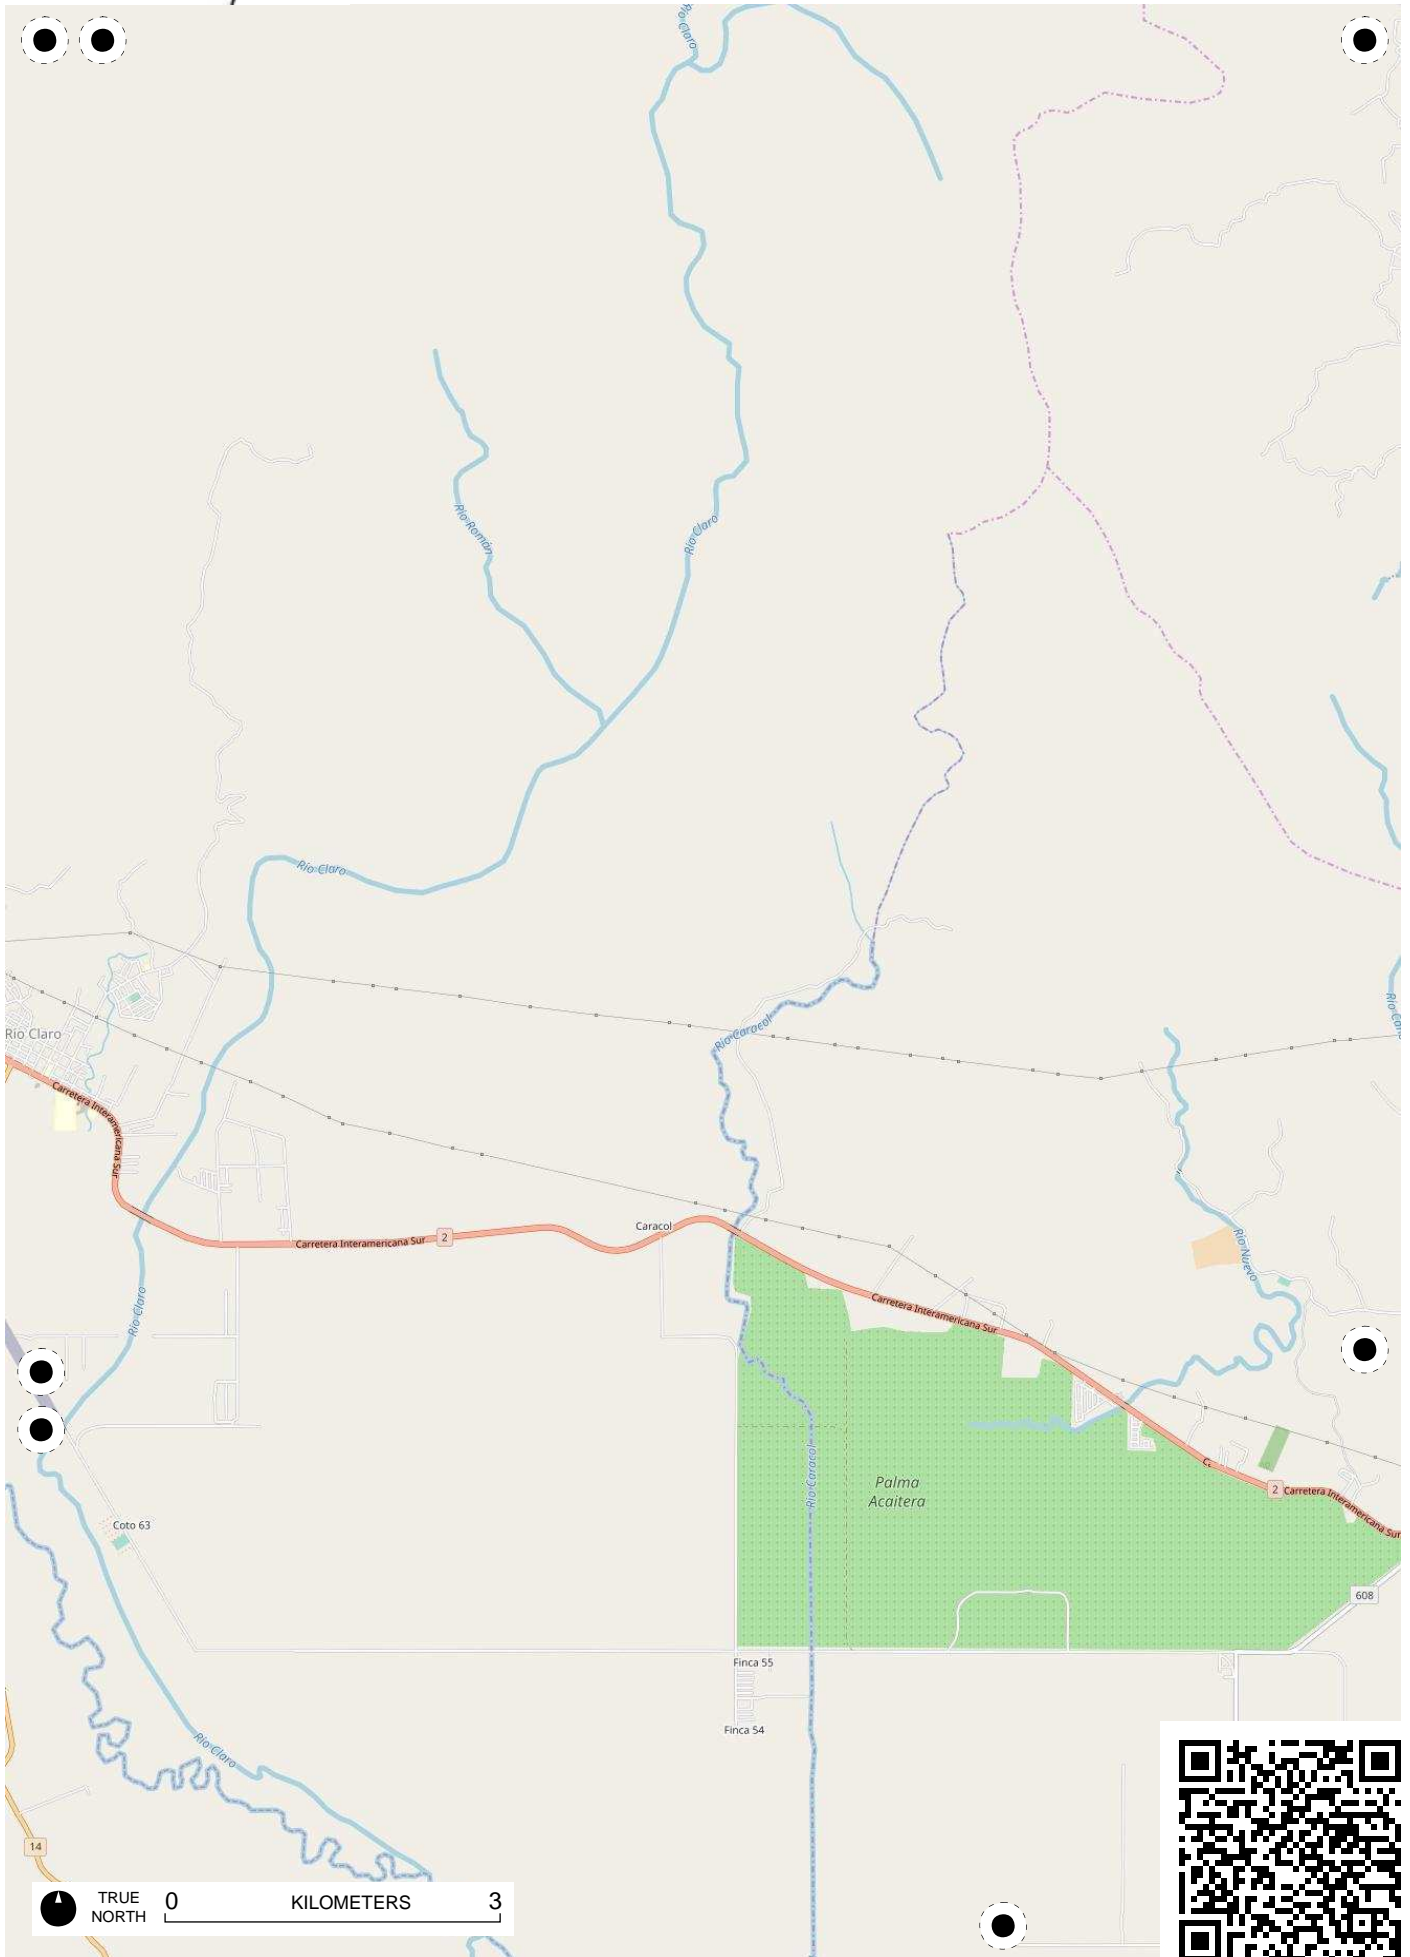 Claro
Río Claro
Río Román
Río Claro
Río Caracol
Rio Claro
Carretera Interamericana Sur
Caracol
2
Carretera Interamericana Sur
Río Nuevo
Río Claro
Carretera Interamericana Sur
Palma
Acaitera
Río Caracol
2
Carretera Interamericana Sur
Coto 63
608
Finca 55
Finca 54
Río Claro
14
TRUE
NORTH
0
KILOMETERS
3